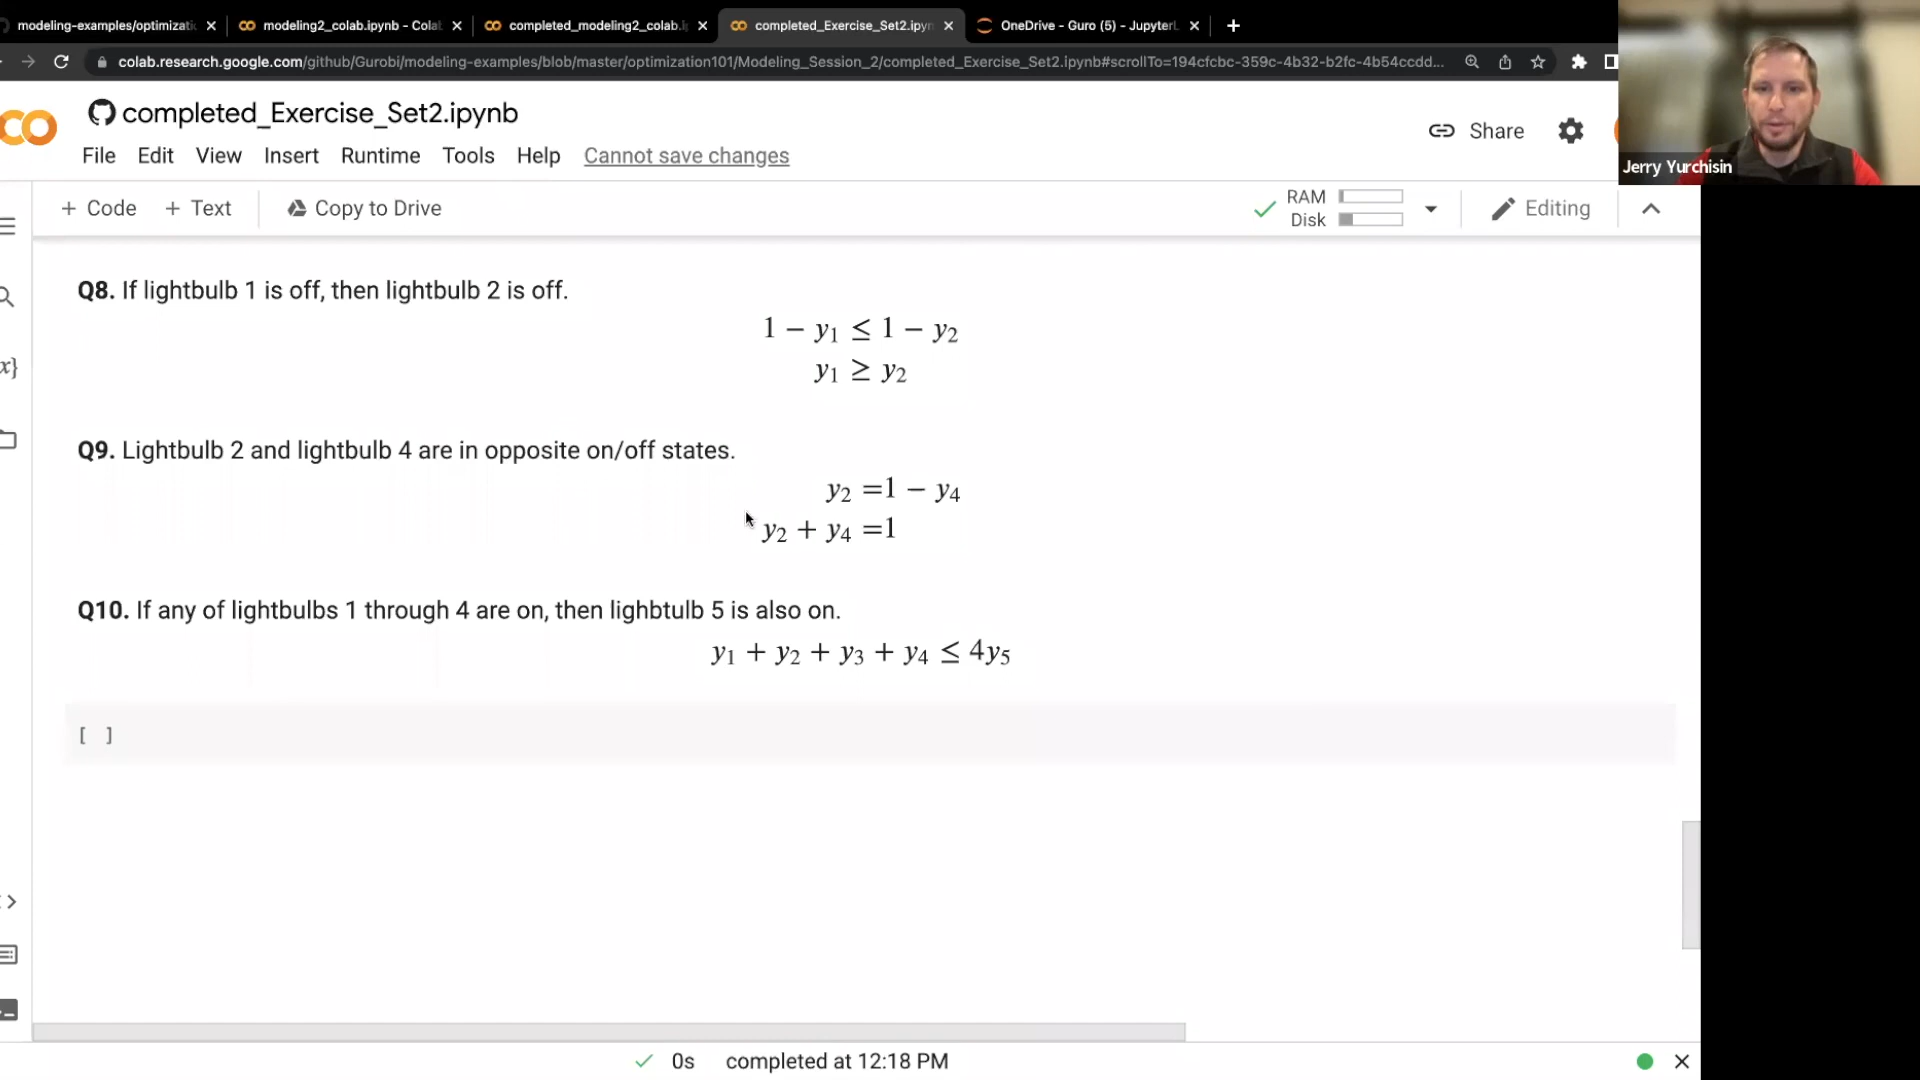 modeling-examples/optimizati
modeling2_colab.ipynb - Colab
completed_modeling2_colab.i
completed_Exercise_Set2.ipyn
OneDrive - Guro (5) - JupyterL
colab.research.google.com/github/Gurobi/modeling-examples/blob/master/optimization101/Modeling_Session_2/completed_Exercise_Set2.ipynb#scrollTo=194cfcbc-359c-4b32-b2fc-4b54ccdd...
Jerry Yurchisin
completed_Exercise_Set2.ipynb
Share
File Edit View Insert Runtime Tools Help Cannot save changes
+ Code + Text Copy to Drive
RAM
Disk
Editing
Q8. If lightbulb 1 is off, then lightbulb 2 is off.
1 − y₁ ≤ 1 − y₂
y₁ ≥ y₂
Q9. Lightbulb 2 and lightbulb 4 are in opposite on/off states.
y₂ =1 − y₄
y₂ + y₄ =1
Q10. If any of lightbulbs 1 through 4 are on, then lighbtulb 5 is also on.
y₁ + y₂ + y₃ + y₄ ≤ 4y₅
[ ]
0s completed at 12:18 PM